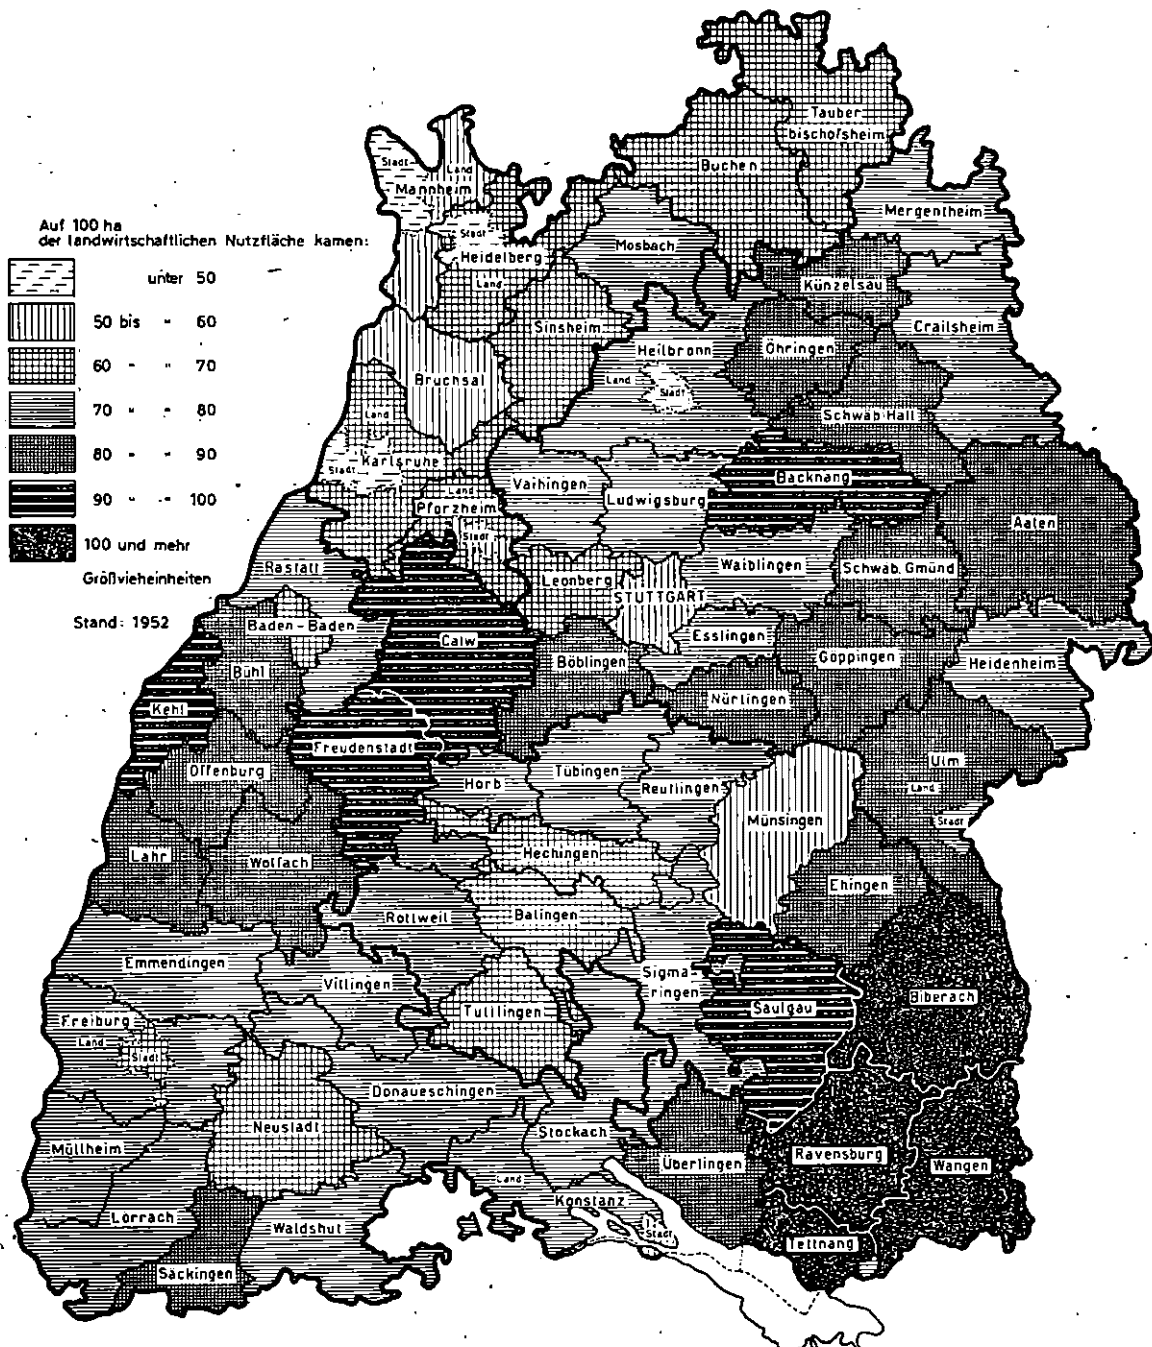 Auf 100 ha
der landwirtschaftlichen Nutzfläche kamen:
unter 50
50 bis " 60
60 - " 70
70 " " 80
80 - " 90
90 " " 100
100 und mehr
Großvieheinheiten
Stand: 1952
Tauber
bischofsheim
Buchen
Stadt
Land
Mannheim
Mergentheim
Stadt
Heidelberg
Land
Mosbach
Künzelsau
Sinsheim
Crailsheim
Heilbronn
Öhringen
Land
Stadt
Bruchsal
Land
Schwäb. Hall
Karlsruhe
Stadt
Backnang
Vaihingen
Ludwigsburg
Land
Pforzheim
Stadt
Aalen
Rastatt
Leonberg
Waiblingen
Schwäb. Gmünd
STUTTGART
Baden-Baden
Calw
Esslingen
Bühl
Böblingen
Göppingen
Heidenheim
Kehl
Nürtingen
Freudenstadt
Offenburg
Horb
Tübingen
Reutlingen
Ulm
Land
Stadt
Münsingen
Lahr
Wolfach
Hechingen
Ehingen
Rottweil
Balingen
Emmendingen
Villingen
Sigma-
ringen
Biberach
Saulgau
Tuttlingen
Freiburg
Land
Stadt
Donaueschingen
Neustadt
Stockach
Müllheim
Überlingen
Ravensburg
Wangen
Land
Konstanz
Stadt
Lörrach
Waldshut
Tettnang
Säckingen